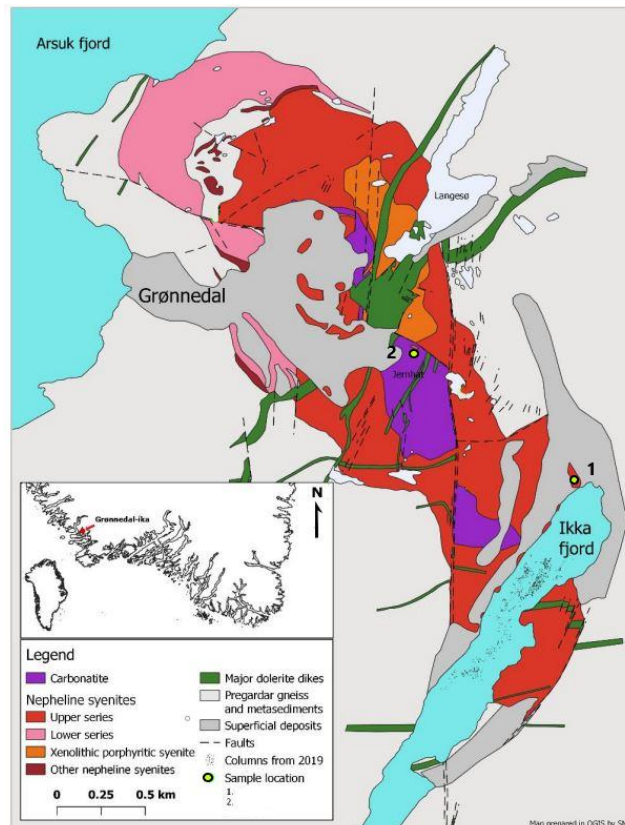 Arsuk fjord
Langesø
Grønnedal
2
Jernhat
1
Ikka
fjord
Grønnedal-ika
N
Legend
Carbonatite
Nepheline syenites
Upper series
Lower series
Xenolithic porphyritic syenite
Other nepheline syenites
0 0.25 0.5 km
Major dolerite dikes
Pregardar gneiss
and metasediments
Superficial deposits
Faults
Columns from 2019
Sample location
1.
2.
Map prepared in QGIS by